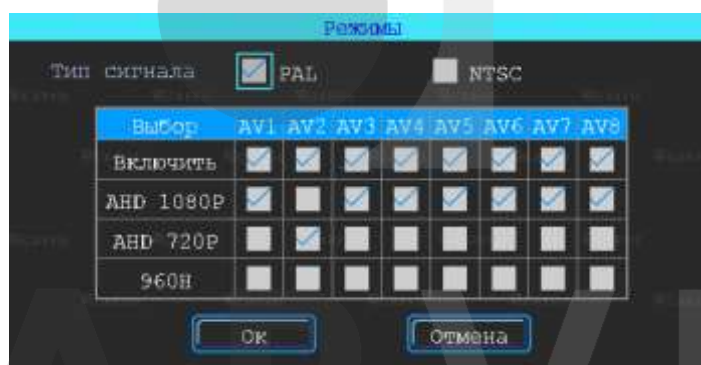 Режимы
Тип сигнала PAL NTSC
Выбор AV1 AV2 AV3 AV4 AV5 AV6 AV7 AV8
Включить
AHD 1080P
AHD 720P
960H
Ок Отмена